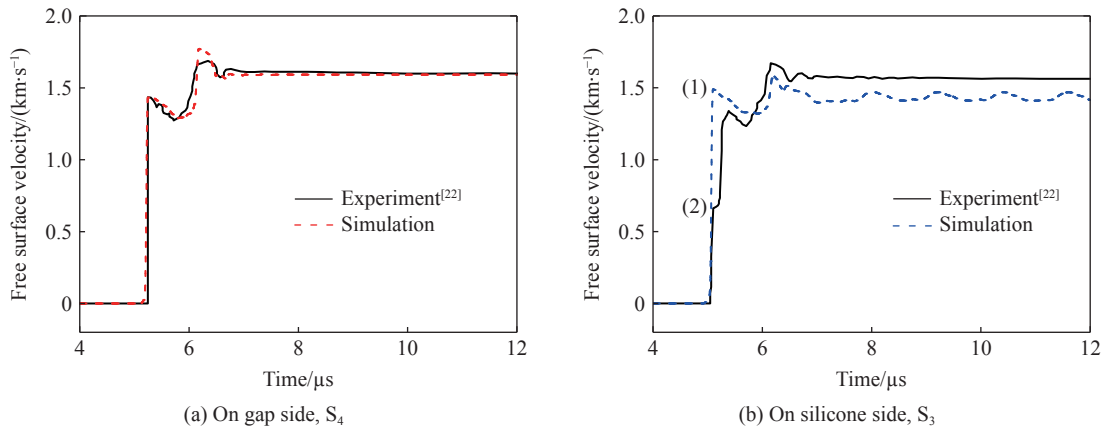 2.0
1.5
1.0
0.5
0
Free surface velocity/(km·s⁻¹)
Experiment[22]
Simulation
4
6
8
10
12
Time/μs
(a) On gap side, S₄
2.0
1.5
1.0
0.5
0
Free surface velocity/(km·s⁻¹)
(1)
(2)
Experiment[22]
Simulation
4
6
8
10
12
Time/μs
(b) On silicone side, S₃